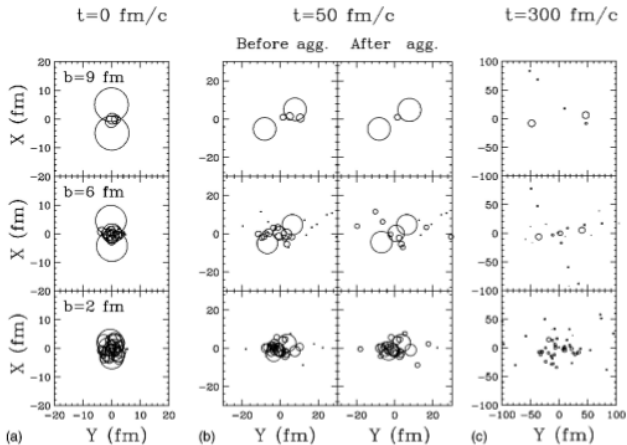 t=0 fm/c t=50 fm/c t=300 fm/c
Before agg. After agg.
X (fm) 20 10 0 −10 −20 b=9 fm 20 0 −20 100 50 0 −50 −100
X (fm) 20 10 0 −10 −20 b=6 fm 20 0 −20 100 50 0 −50 −100
X (fm) 20 10 0 −10 −20 b=2 fm 20 0 −20 100 50 0 −50 −100
−20 −10 0 10 20 −20 0 20 −20 0 20 −100 −50 0 50 100
(a) Y (fm) (b) Y (fm) Y (fm) (c) Y (fm)